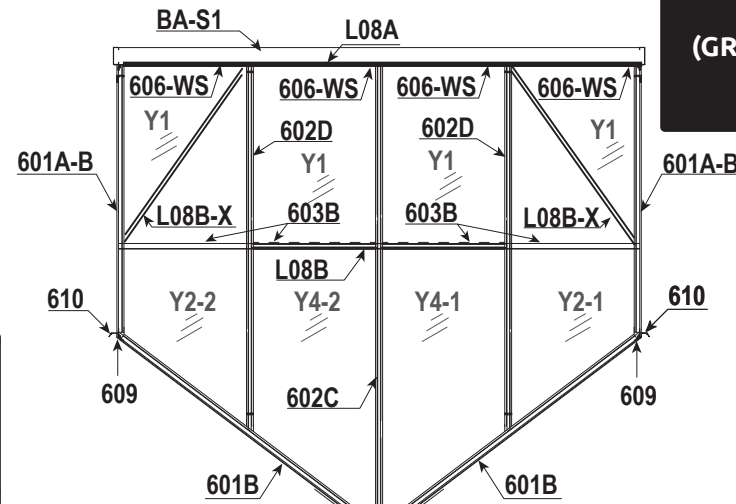 BA-S1
L08A
(GR
606-WS 606-WS 606-WS 606-WS
Y1 602D 602D Y1
601A-B Y1 Y1 601A-B
L08B-X 603B 603B L08B-X
L08B
610 Y2-2 Y4-2 Y4-1 Y2-1 610
609 602C 609
601B 601B